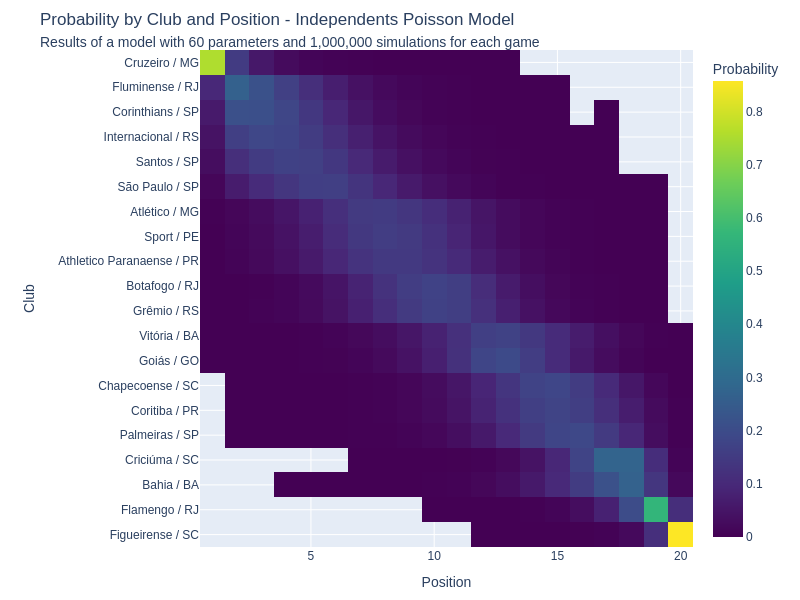 Probability by Club and Position - Independents Poisson Model
Results of a model with 60 parameters and 1,000,000 simulations for each game
Probability
Club
Cruzeiro / MG
Fluminense / RJ
Corinthians / SP
Internacional / RS
Santos / SP
São Paulo / SP
Atlético / MG
Sport / PE
Athletico Paranaense / PR
Botafogo / RJ
Grêmio / RS
Vitória / BA
Goiás / GO
Chapecoense / SC
Coritiba / PR
Palmeiras / SP
Criciúma / SC
Bahia / BA
Flamengo / RJ
Figueirense / SC
0.8
0.7
0.6
0.5
0.4
0.3
0.2
0.1
0
5 10 15 20
Position